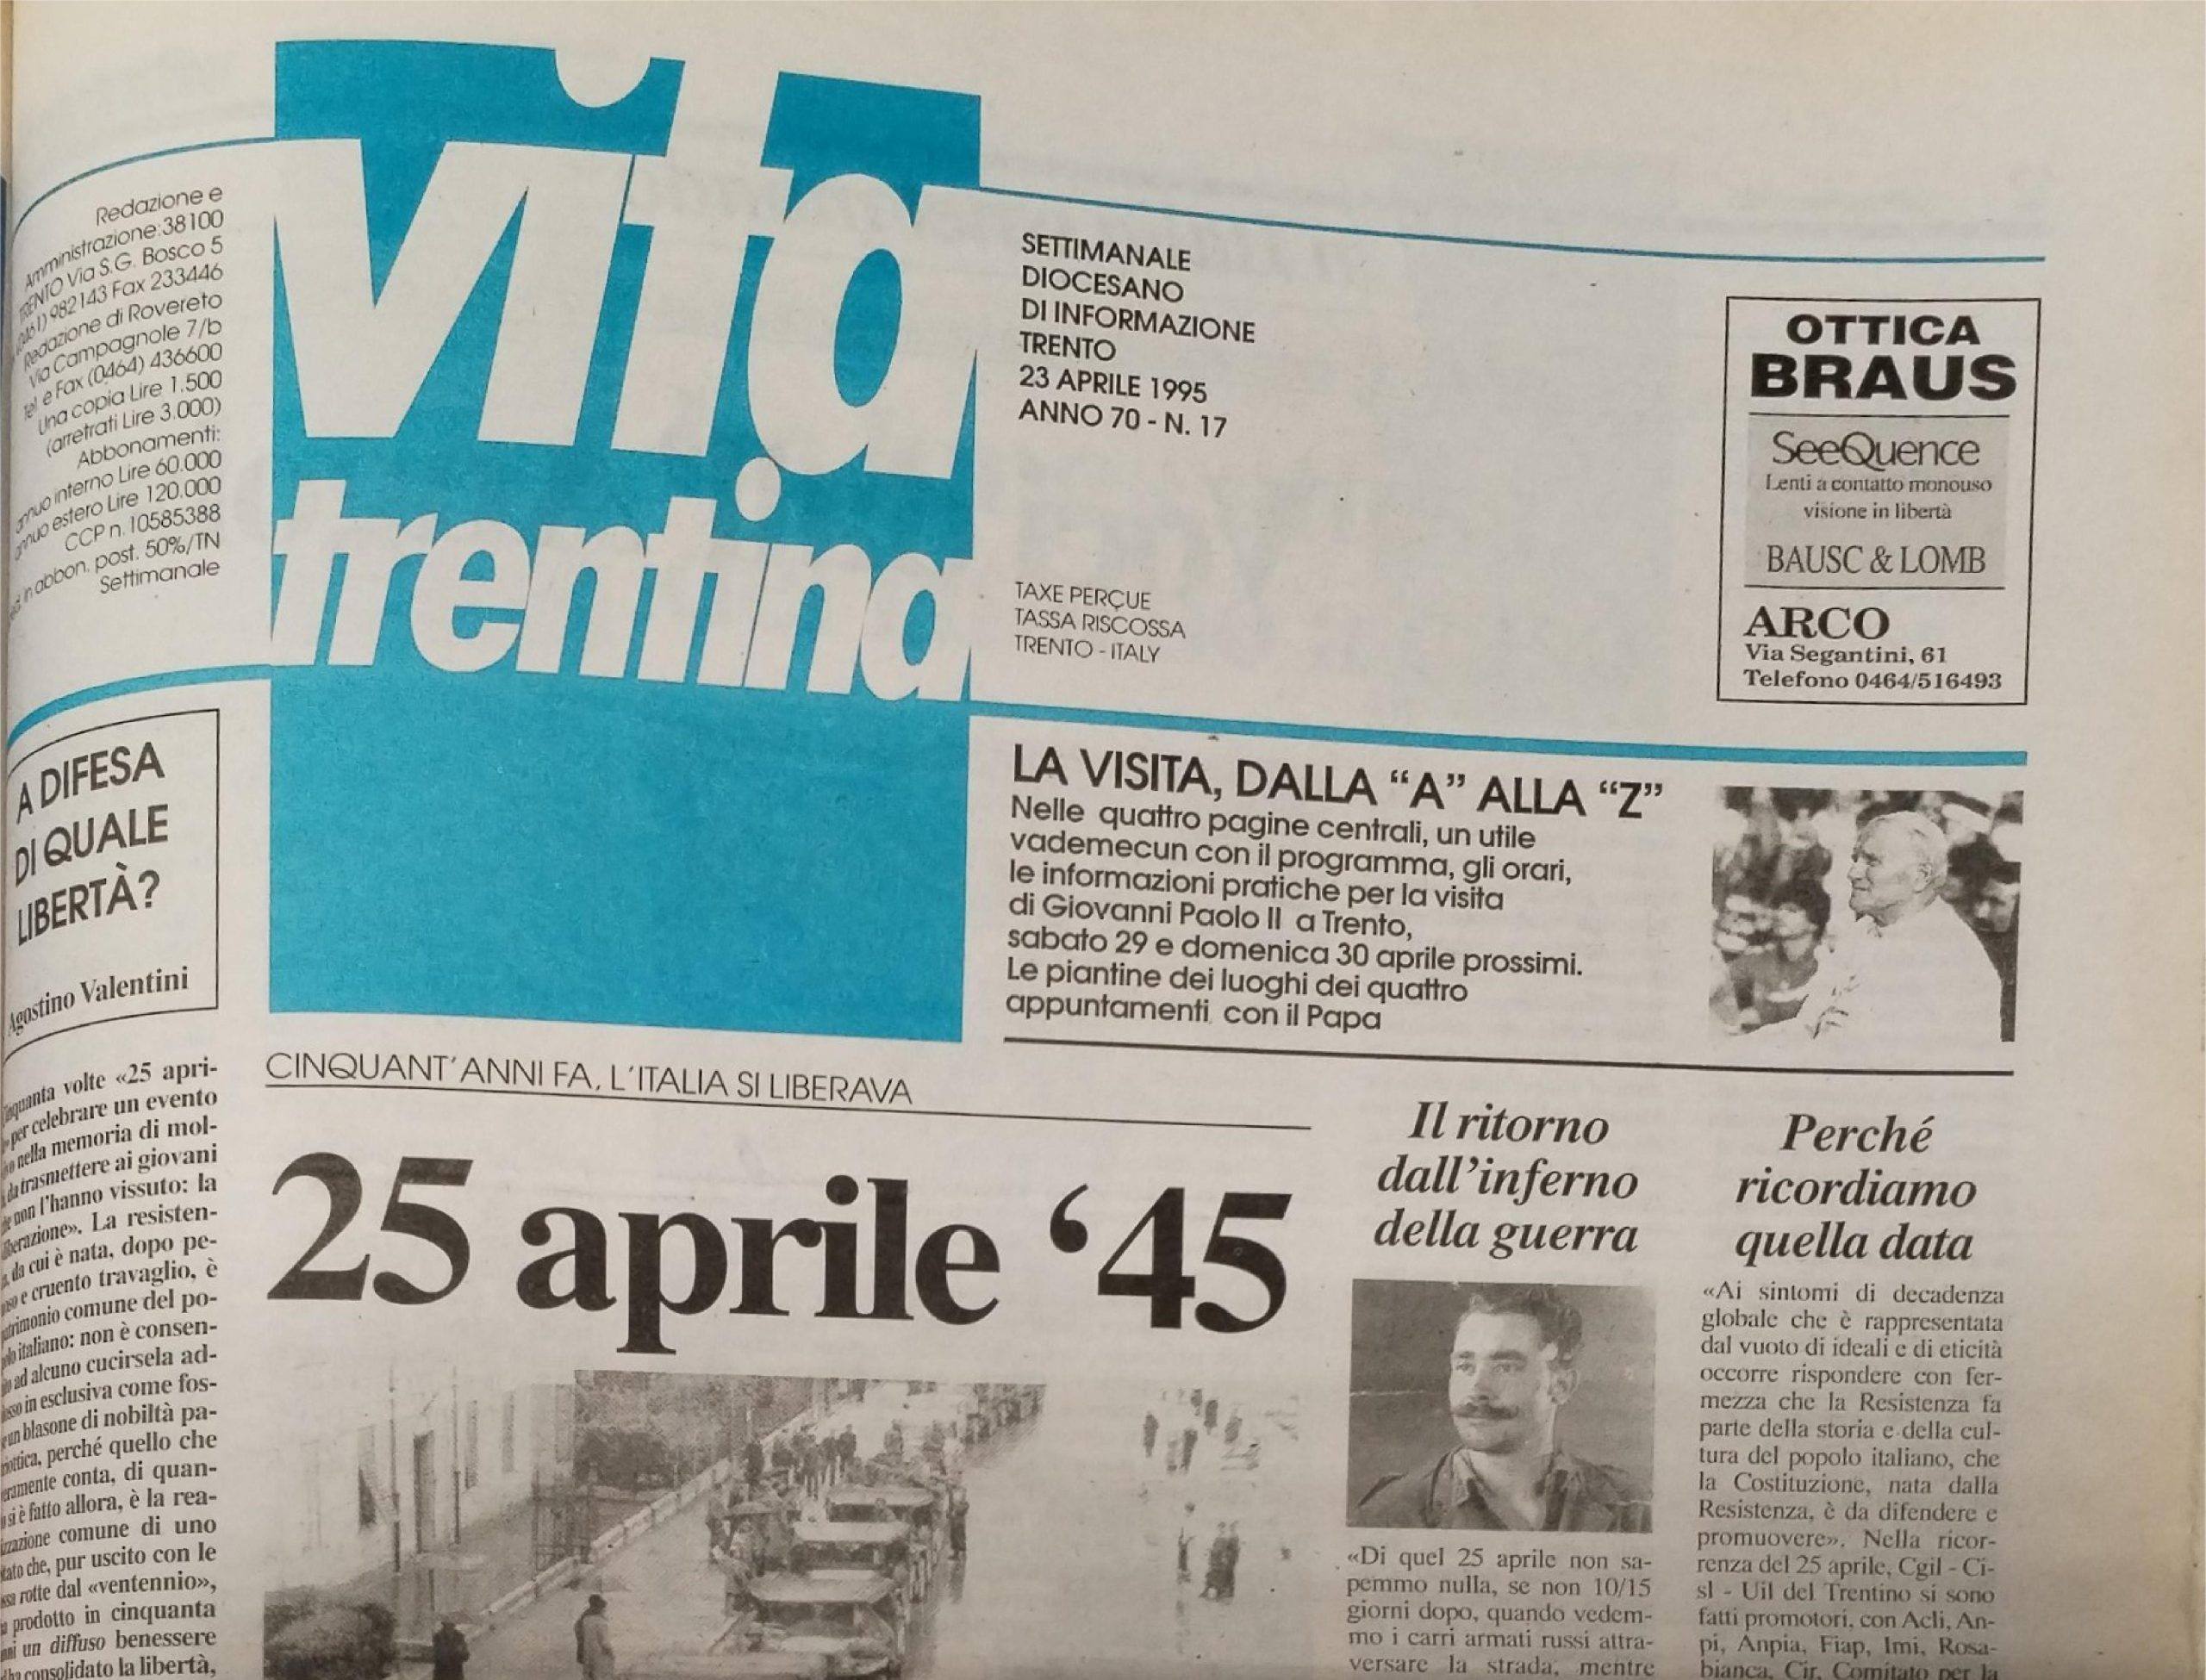 Redazione e
Amministrazione:38100
TRENTO Via S.G. Bosco 5
982143 Fax 233446
Redazione di Rovereto
Via Campagnole 7/b
Tel. e Fax (0464) 436600
Una copia Lire 1.500
(arretrati Lire 3.000)
Abbonamenti:
annuo interno Lire 60.000
annuo estero Lire 120.000
CCP n. 10585388
in abbon. post. 50%/TN
Settimanale
vita
trentina
SETTIMANALE
DIOCESANO
DI INFORMAZIONE
TRENTO
23 APRILE 1995
ANNO 70 - N. 17
TAXE PERÇUE
TASSA RISCOSSA
TRENTO - ITALY
OTTICA
BRAUS
SeeQuence
Lenti a contatto monouso
visione in libertà
BAUSC & LOMB
ARCO
Via Segantini, 61
Telefono 0464/516493
LA VISITA, DALLA “A” ALLA “Z”
Nelle quattro pagine centrali, un utile
vademecun con il programma, gli orari,
le informazioni pratiche per la visita
di Giovanni Paolo II a Trento,
sabato 29 e domenica 30 aprile prossimi.
Le piantine dei luoghi dei quattro
appuntamenti con il Papa
A DIFESA
DI QUALE
LIBERTÀ?
Agostino Valentini
volte «25 apri-
per celebrare un evento
nella memoria di mol-
da trasmettere ai giovani
non l'hanno vissuto: la
La resisten-
da cui è nata, dopo pe-
e cruento travaglio, è
comune del po-
italiano: non è consen-
ad alcuno cucirsela ad-
in esclusiva come fos-
un blasone di nobiltà pa-
perché quello che
conta, di quan-
si è fatto allora, è la rea-
comune di uno
che, pur uscito con le
rotte dal «ventennio»,
prodotto in cinquanta
un diffuso benessere
consolidato la libertà,
CINQUANT'ANNI FA, L'ITALIA SI LIBERAVA
25 aprile ‘45
Il ritorno
dall'inferno
della guerra
«Di quel 25 aprile non sa-
pemmo nulla, se non 10/15
giorni dopo, quando vedem-
mo i carri armati russi attra-
versare la strada, mentre
Perché
ricordiamo
quella data
«Ai sintomi di decadenza
globale che è rappresentata
dal vuoto di ideali e di eticità
occorre rispondere con fer-
mezza che la Resistenza fa
parte della storia e della cul-
tura del popolo italiano, che
la Costituzione, nata dalla
Resistenza, è da difendere e
promuovere». Nella ricor-
renza del 25 aprile, Cgil - Ci-
sl - Uil del Trentino si sono
fatti promotori, con Acli, An-
pi, Anpia, Fiap, Imi, Rosa-
bianca, Cir, Comitato per la